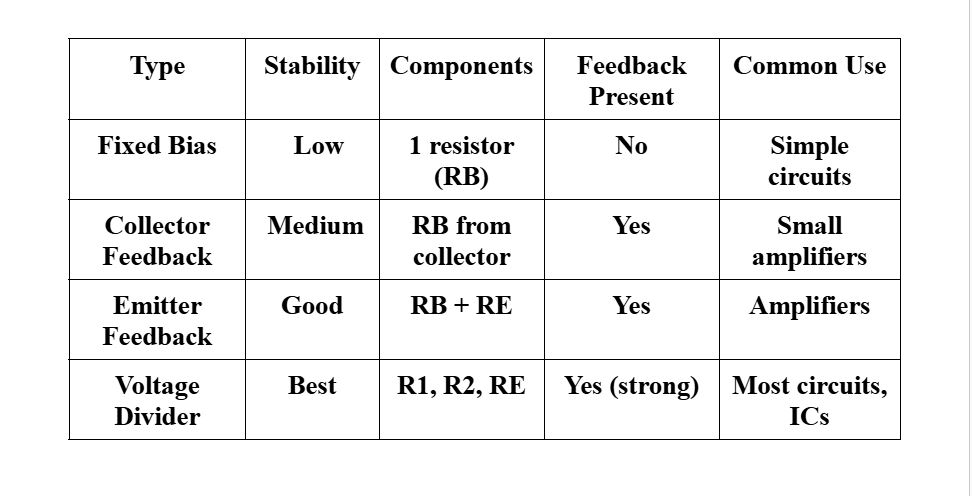 Type Stability Components Feedback Present Common Use
Fixed Bias Low 1 resistor (RB) No Simple circuits
Collector Feedback Medium RB from collector Yes Small amplifiers
Emitter Feedback Good RB + RE Yes Amplifiers
Voltage Divider Best R1, R2, RE Yes (strong) Most circuits, ICs